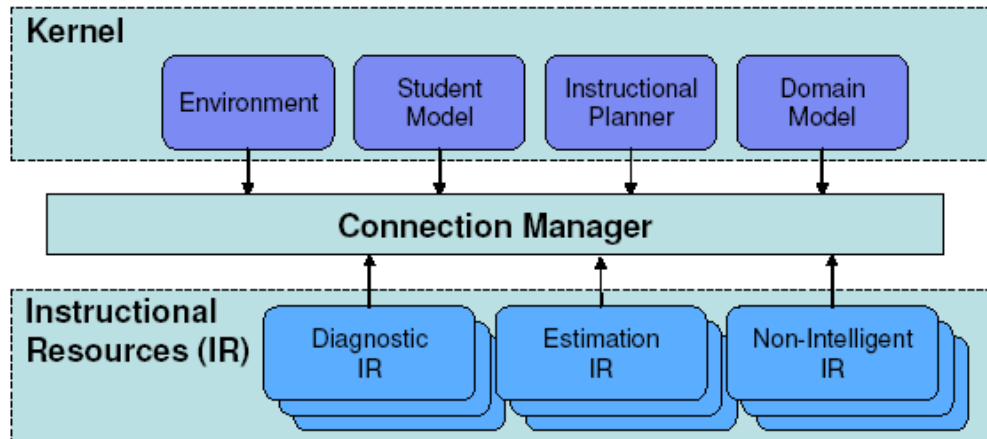 Kernel
Environment
Student
Model
Instructional
Planner
Domain
Model
Connection Manager
Instructional
Resources (IR)
Diagnostic
IR
Estimation
IR
Non-Intelligent
IR